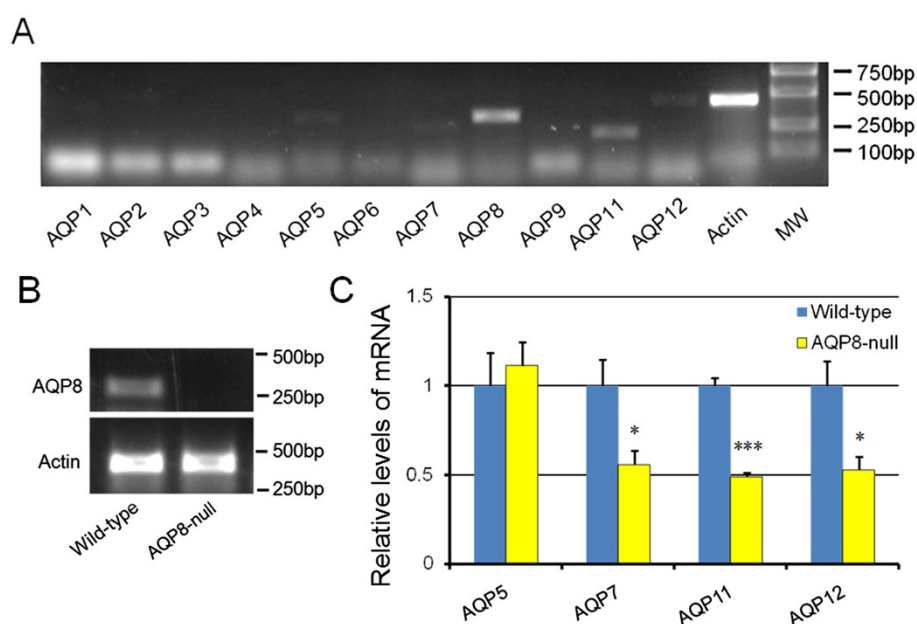 A
750bp
500bp
250bp
100bp
AQP1 AQP2 AQP3 AQP4 AQP5 AQP6 AQP7 AQP8 AQP9 AQP11 AQP12 Actin MW
B
AQP8
500bp
250bp
Actin
500bp
250bp
Wild-type AQP8-null
C
Relative levels of mRNA
1.5
1
0.5
0
Wild-type
AQP8-null
*
***
*
AQP5 AQP7 AQP11 AQP12